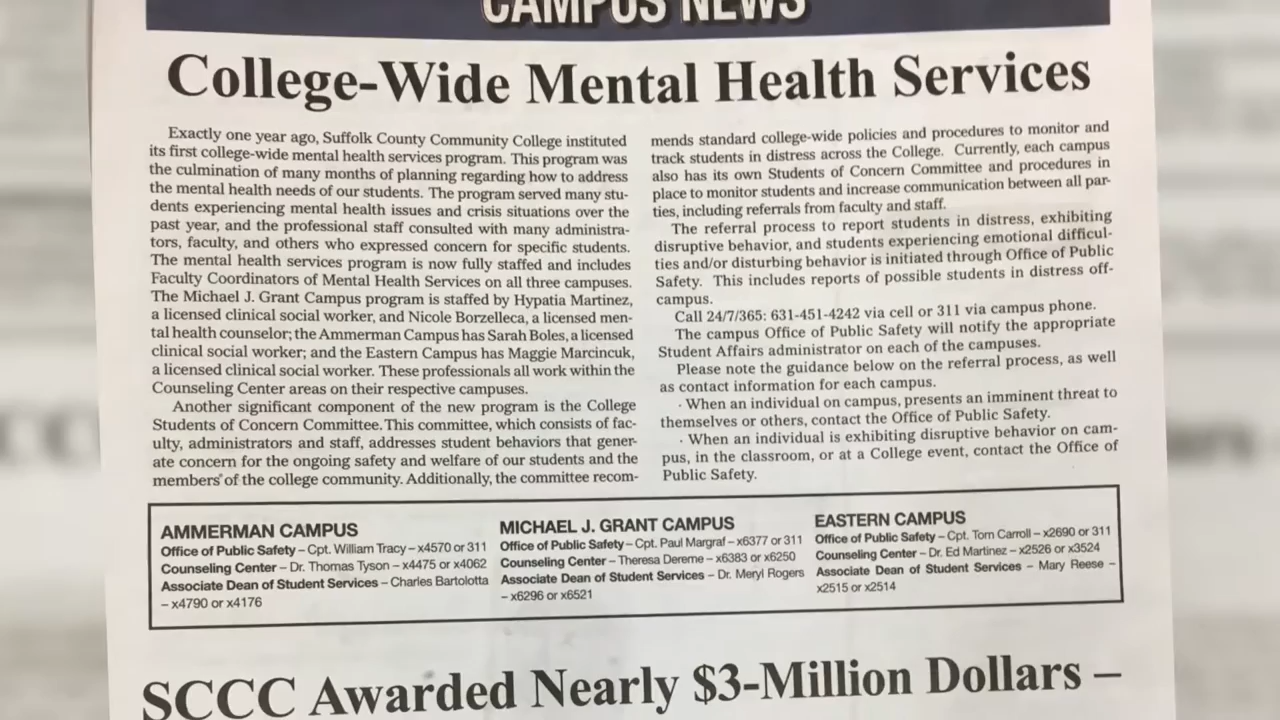 CAMPUS NEWS
College-Wide Mental Health Services
Exactly one year ago, Suffolk County Community College instituted
its first college-wide mental health services program. This program was
the culmination of many months of planning regarding how to address
the mental health needs of our students. The program served many stu-
dents experiencing mental health issues and crisis situations over the
past year, and the professional staff consulted with many administra-
tors, faculty, and others who expressed concern for specific students.
The mental health services program is now fully staffed and includes
Faculty Coordinators of Mental Health Services on all three campuses.
The Michael J. Grant Campus program is staffed by Hypatia Martinez,
a licensed clinical social worker, and Nicole Borzelleca, a licensed men-
tal health counselor; the Ammerman Campus has Sarah Boles, a licensed
clinical social worker; and the Eastern Campus has Maggie Marcincuk,
a licensed clinical social worker. These professionals all work within the
Counseling Center areas on their respective campuses.
Another significant component of the new program is the College
Students of Concern Committee. This committee, which consists of fac-
ulty, administrators and staff, addresses student behaviors that gener-
ate concern for the ongoing safety and welfare of our students and the
members of the college community. Additionally, the committee recom-
mends standard college-wide policies and procedures to monitor and
track students in distress across the College. Currently, each campus
also has its own Students of Concern Committee and procedures in
place to monitor students and increase communication between all par-
ties, including referrals from faculty and staff.
The referral process to report students in distress, exhibiting
disruptive behavior, and students experiencing emotional difficul-
ties and/or disturbing behavior is initiated through Office of Public
Safety. This includes reports of possible students in distress off-
campus.
Call 24/7/365: 631-451-4242 via cell or 311 via campus phone.
The campus Office of Public Safety will notify the appropriate
Student Affairs administrator on each of the campuses.
Please note the guidance below on the referral process, as well
as contact information for each campus.
· When an individual on campus, presents an imminent threat to
themselves or others, contact the Office of Public Safety.
· When an individual is exhibiting disruptive behavior on cam-
pus, in the classroom, or at a College event, contact the Office of
Public Safety.
AMMERMAN CAMPUS
Office of Public Safety – Cpt. William Tracy – x4570 or 311
Counseling Center – Dr. Thomas Tyson – x4475 or x4062
Associate Dean of Student Services – Charles Bartolotta
– x4790 or x4176
MICHAEL J. GRANT CAMPUS
Office of Public Safety – Cpt. Paul Margraf – x6377 or 311
Counseling Center – Theresa Dereme – x6383 or x6250
Associate Dean of Student Services – Dr. Meryl Rogers
– x6296 or x6521
EASTERN CAMPUS
Office of Public Safety – Cpt. Tom Carroll – x2690 or 311
Counseling Center – Dr. Ed Martinez – x2526 or x3524
Associate Dean of Student Services – Mary Reese –
x2515 or x2514
SCCC Awarded Nearly $3-Million Dollars –